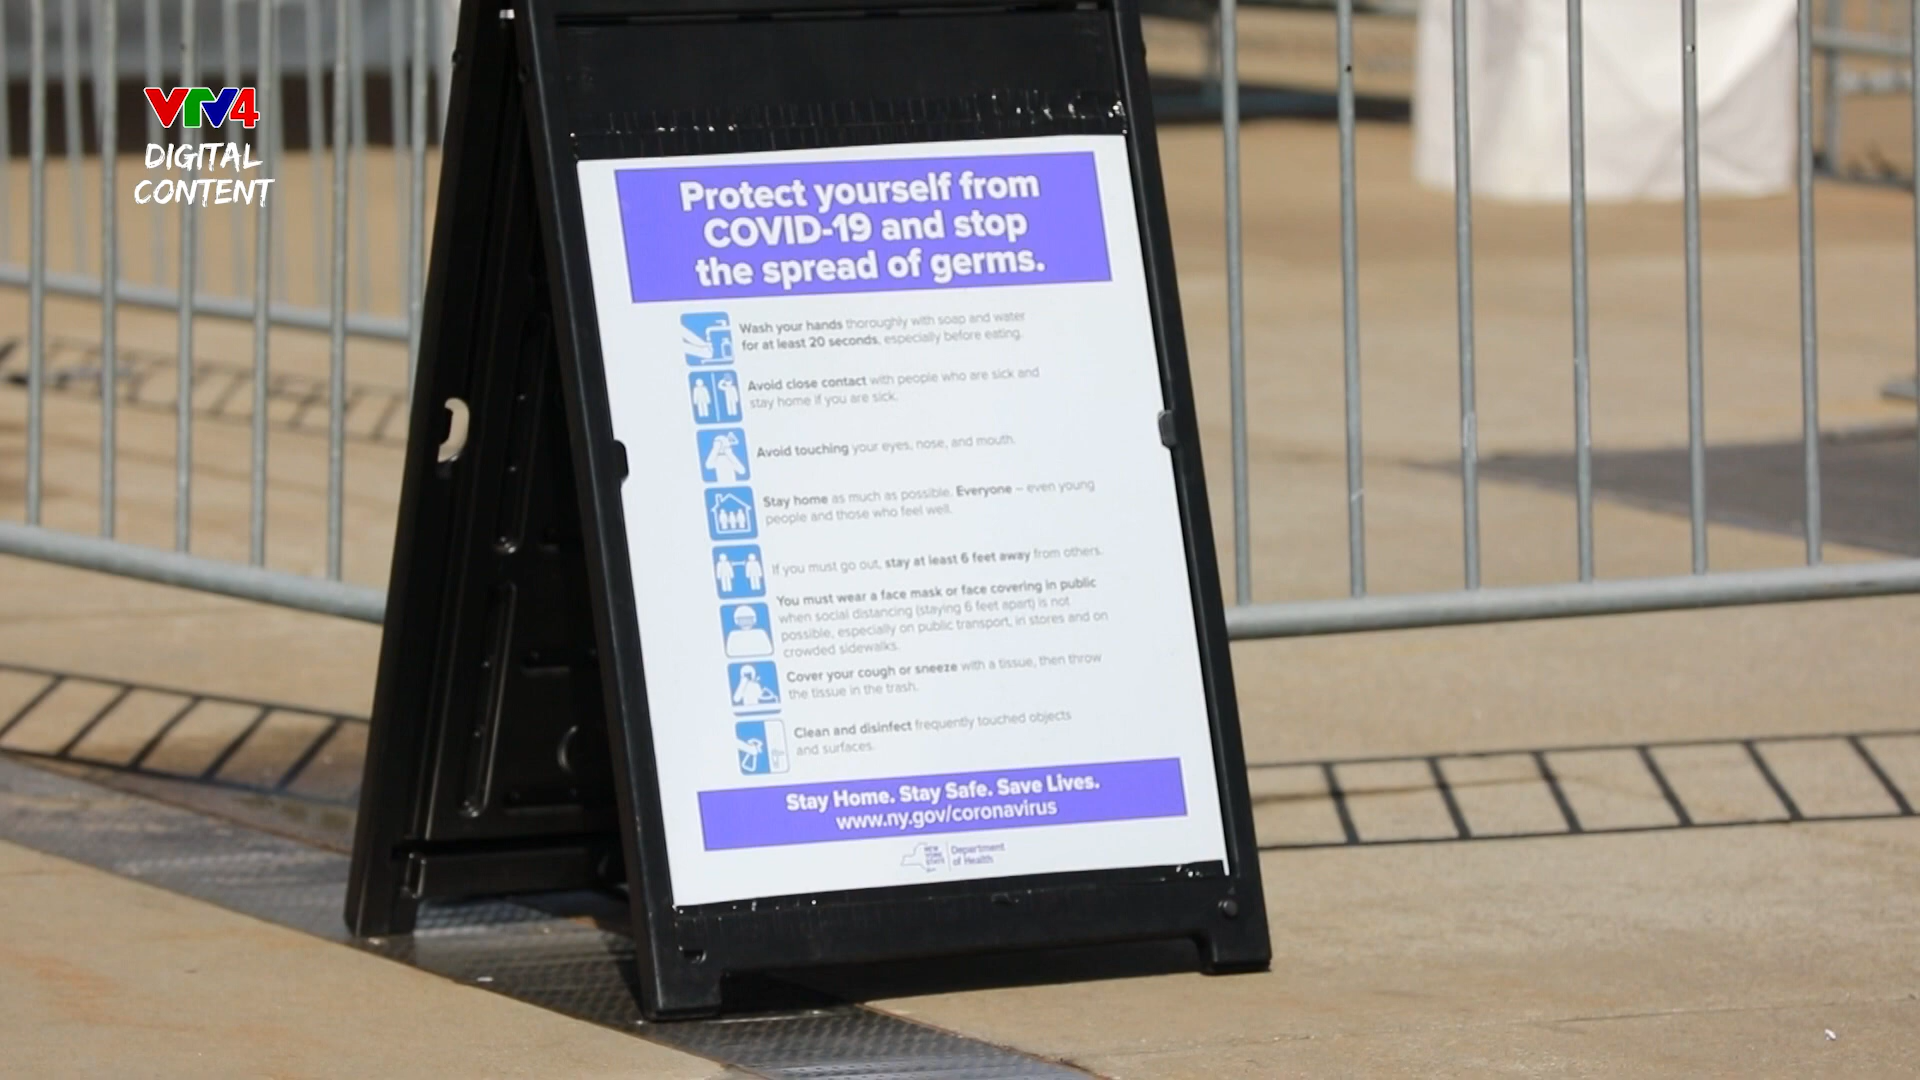 VTV4
DIGITAL
CONTENT
Protect yourself from
COVID-19 and stop
the spread of germs.
Wash your hands thoroughly with soap and water
for at least 20 seconds, especially before eating.
Avoid close contact with people who are sick and
stay home if you are sick.
Avoid touching your eyes, nose, and mouth.
Stay home as much as possible. Everyone – even young
people and those who feel well.
If you must go out, stay at least 6 feet away from others.
You must wear a face mask or face covering in public
when social distancing (staying 6 feet apart) is not
possible, especially on public transport, in stores and on
crowded sidewalks.
Cover your cough or sneeze with a tissue, then throw
the tissue in the trash.
Clean and disinfect frequently touched objects
and surfaces.
Stay Home. Stay Safe. Save Lives.
www.ny.gov/coronavirus
NEW
YORK
STATE
Department
of Health